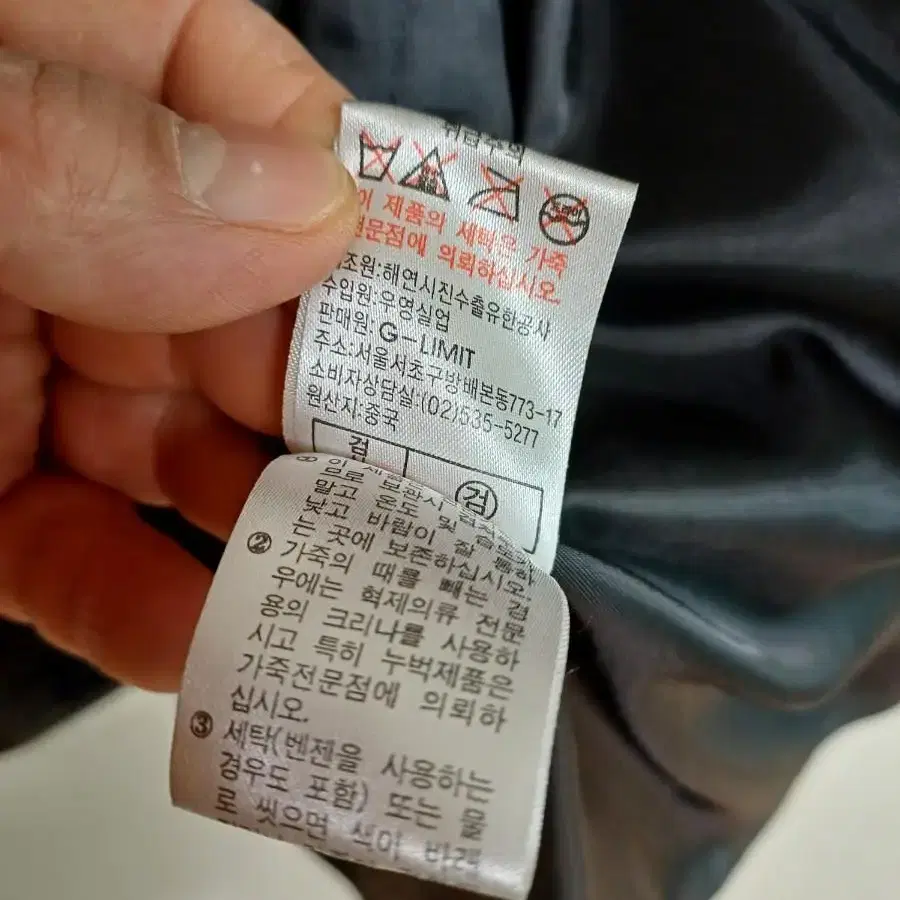 취급주의
이 제품의 세탁은 가죽
전문점에 의뢰하십시오.
제조원:해연시진수출유한공사
수입원:우영실업
판매원: G-LIMIT
주소:서울서초구방배본동773-17
소비자상담실:(02)535-5277
원산지:중국
검
검
말고 온도 및
낮고 바람이 잘 통하
는 곳에 보존하십시오.
② 가죽의 때를 빼는 경
우에는 혁제의류 전문
용의 크리나를 사용하
시고 특히 누벅제품은
가죽전문점에 의뢰하
십시오.
③ 세탁(벤젠을 사용하는
경우도 포함) 또는 물
로 씻으면 색이 바래